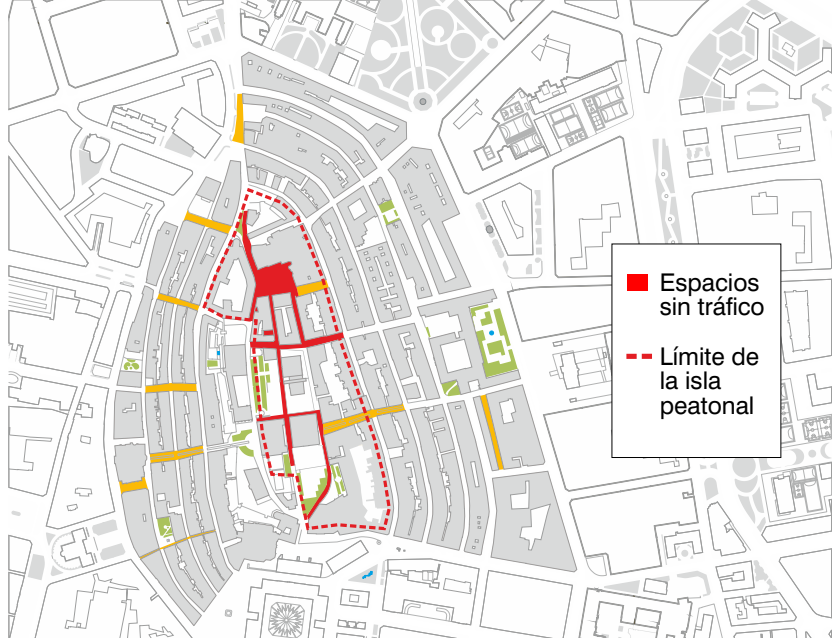 Espacios
sin tráfico
Límite de
la isla
peatonal